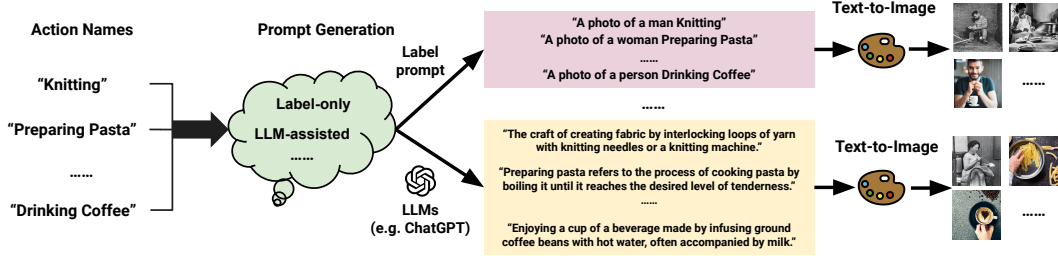 Action Names
“Knitting”
“Preparing Pasta”
......
“Drinking Coffee”
Prompt Generation
Label-only
LLM-assisted
......
Label
prompt
LLMs
(e.g. ChatGPT)
“A photo of a man Knitting”
“A photo of a woman Preparing Pasta”
......
“A photo of a person Drinking Coffee”
......
“The craft of creating fabric by interlocking loops of yarn
with knitting needles or a knitting machine.”
“Preparing pasta refers to the process of cooking pasta by
boiling it until it reaches the desired level of tenderness.”
......
“Enjoying a cup of a beverage made by infusing ground
coffee beans with hot water, often accompanied by milk.”
Text-to-Image
......
Text-to-Image
......